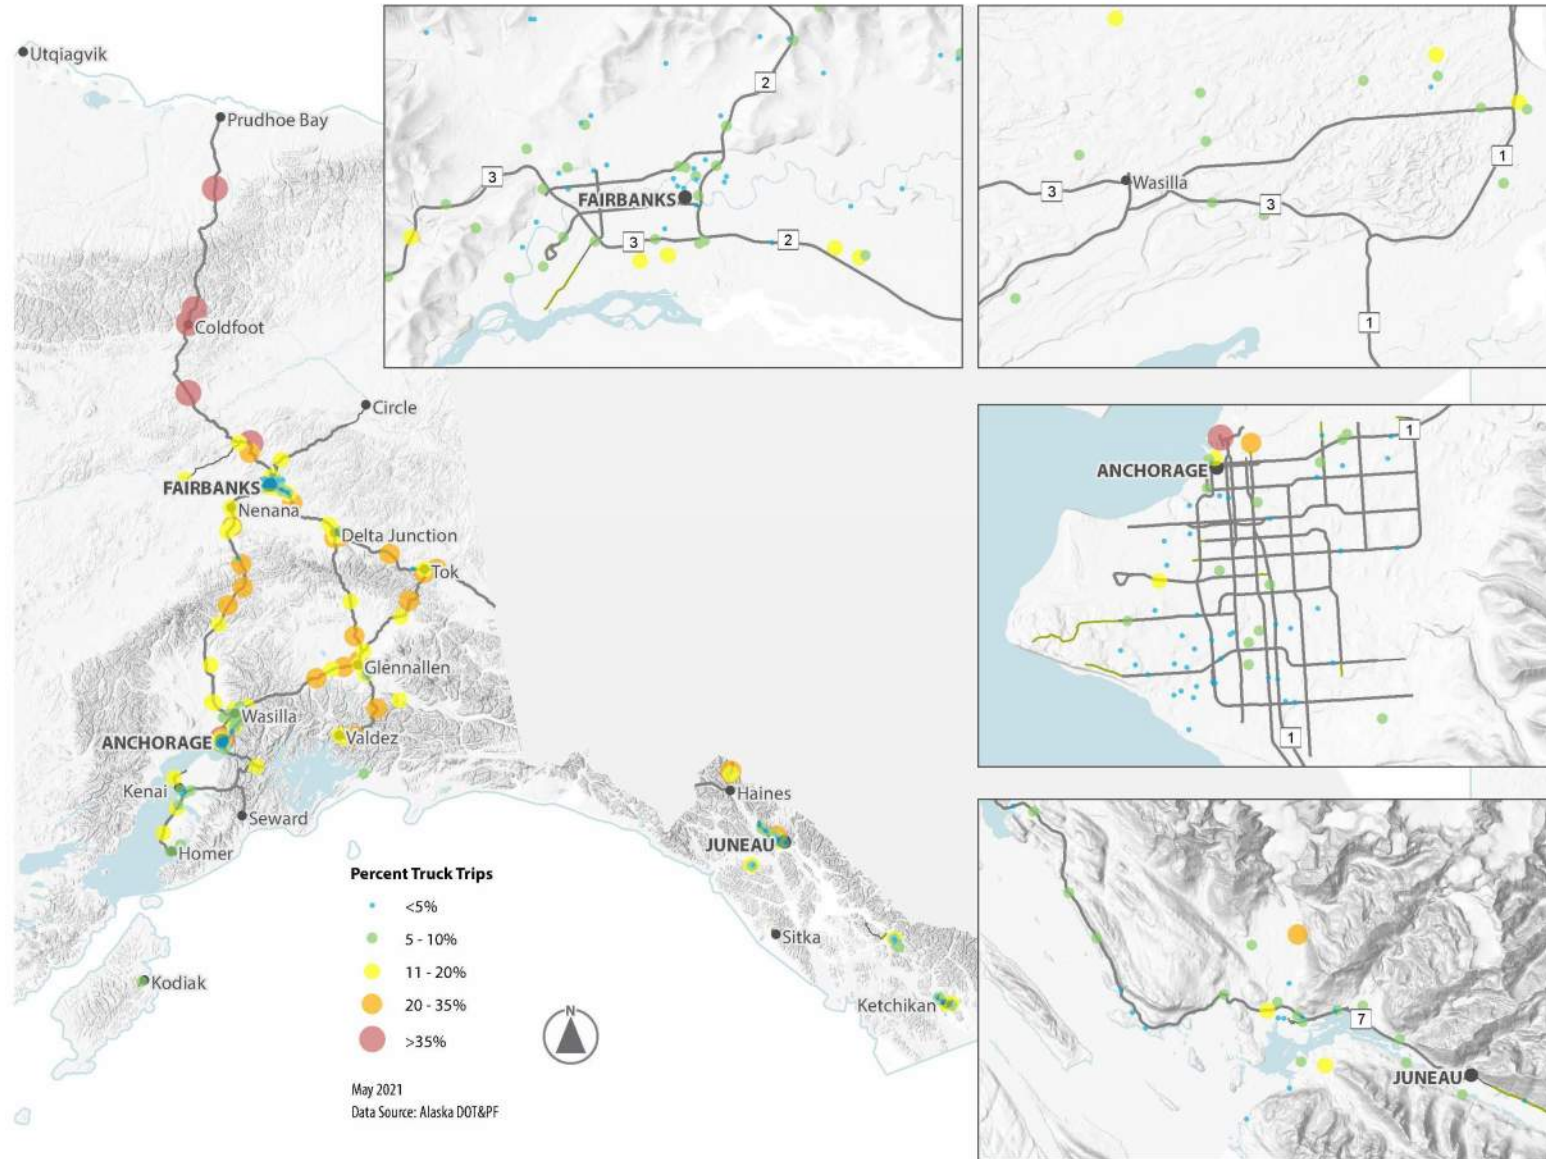 Utqiagvik
Prudhoe Bay
Coldfoot
Circle
FAIRBANKS
Nenana
Delta Junction
Tok
Glennallen
Wasilla
ANCHORAGE
Valdez
Kenai
Seward
Homer
Kodiak
Haines
JUNEAU
Sitka
Ketchikan
Percent Truck Trips
<5%
5 - 10%
11 - 20%
20 - 35%
>35%
N
May 2021
Data Source: Alaska DOT&PF
2
3
FAIRBANKS
3
2
1
3
Wasilla
3
1
1
ANCHORAGE
1
7
JUNEAU